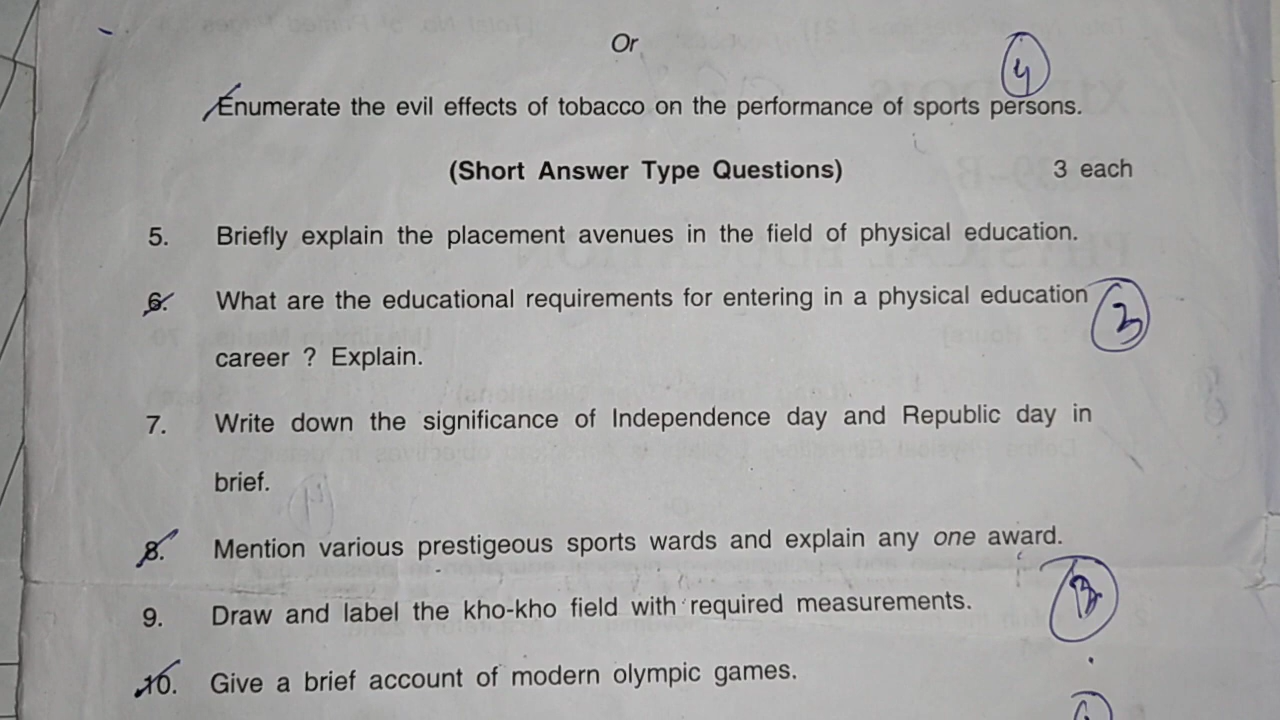 Or
4
Enumerate the evil effects of tobacco on the performance of sports persons.
(Short Answer Type Questions) 3 each
5. Briefly explain the placement avenues in the field of physical education.
6. What are the educational requirements for entering in a physical education
3
career ? Explain.
7. Write down the significance of Independence day and Republic day in
brief.
8. Mention various prestigeous sports wards and explain any one award.
9. Draw and label the kho-kho field with required measurements.
10. Give a brief account of modern olympic games.